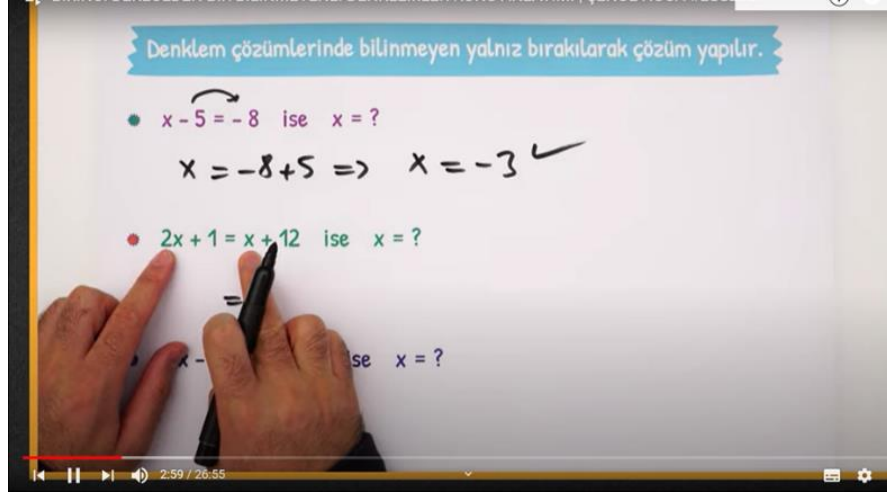 Denklem çözümlerinde bilinmeyen yalnız bırakılarak çözüm yapılır.
x - 5 = - 8 ise x = ?
x = -8+5 => x = -3 ✓
2x + 1 = x + 12 ise x = ?
=
x - se x = ?
2:59 / 26:55